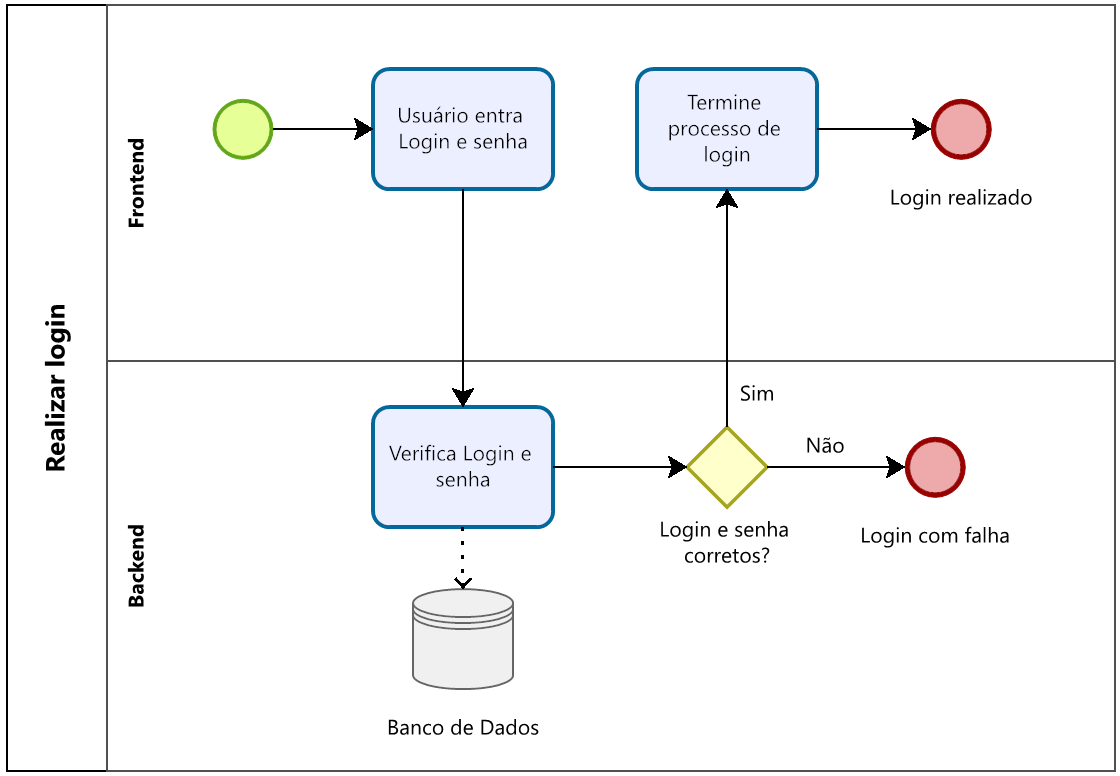 Realizar login
Frontend
Usuário entra
Login e senha
Termine
processo de
login
Login realizado
Backend
Verifica Login e
senha
Sim
Não
Login e senha
corretos?
Login com falha
Banco de Dados